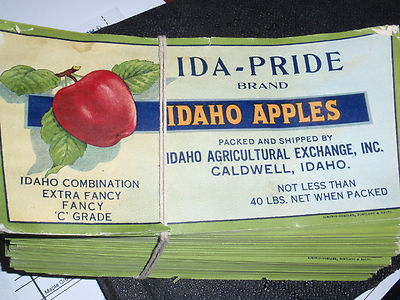 IDA-PRIDE
BRAND
IDAHO APPLES
PACKED AND SHIPPED BY
IDAHO AGRICULTURAL EXCHANGE, INC.
CALDWELL, IDAHO.
NOT LESS THAN
40 LBS. NET WHEN PACKED
IDAHO COMBINATION
EXTRA FANCY
FANCY
'C' GRADE